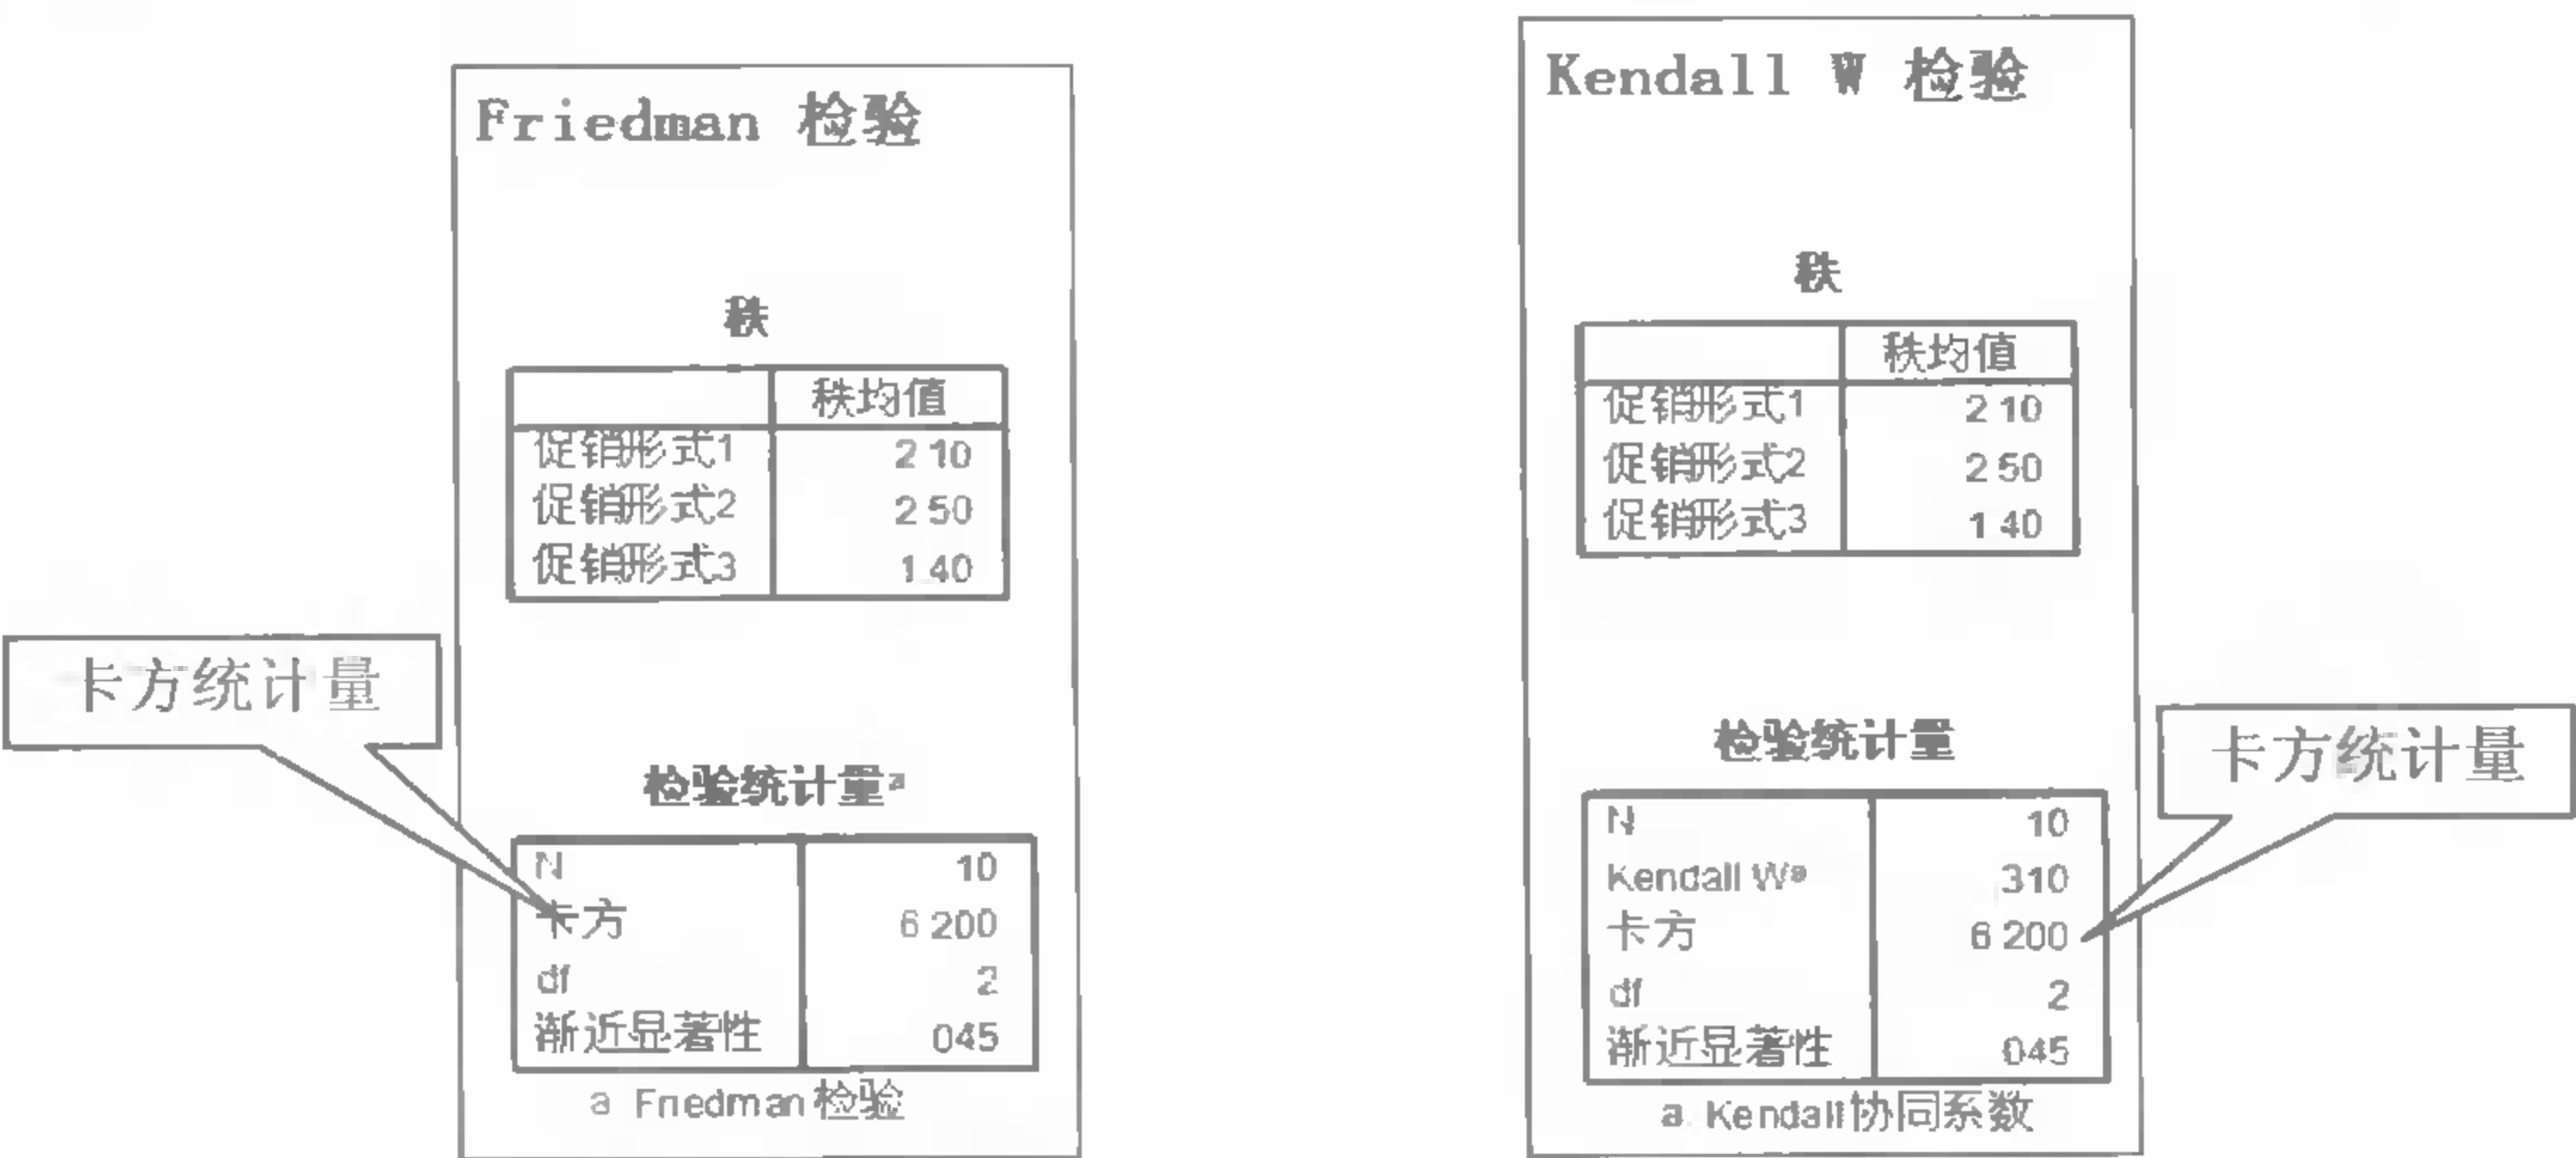 Friedman 检验
秩
秩均值
促销形式1 2 10
促销形式2 2 50
促销形式3 1 40
卡方统计量
检验统计量a
N 10
卡方 6 200
df 2
渐近显著性 045
a Friedman 检验
Kendall W 检验
秩
秩均值
促销形式1 2 10
促销形式2 2 50
促销形式3 1 40
卡方统计量
检验统计量
N 10
Kendall Wa 310
卡方 6 200
df 2
渐近显著性 045
a. Kendall协同系数